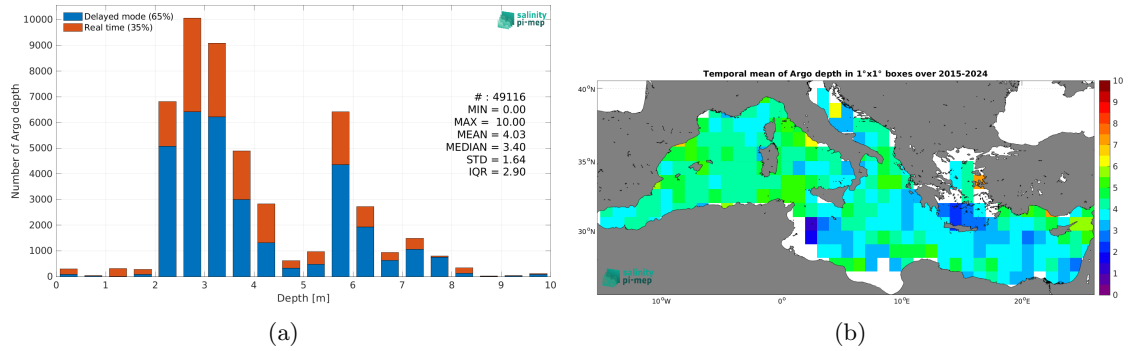 Delayed mode (65%)
Real time (35%)
salinity
pi-mep
Number of Argo depth
10000
9000
8000
7000
6000
5000
4000
3000
2000
1000
0
# : 49116
MIN = 0.00
MAX = 10.00
MEAN = 4.03
MEDIAN = 3.40
STD = 1.64
IQR = 2.90
0 1 2 3 4 5 6 7 8 9 10
Depth [m]
(a)
Temporal mean of Argo depth in 1°x1° boxes over 2015-2024
40°N
35°N
30°N
10°W 0° 10°E 20°E
salinity
pi-mep
10
9
8
7
6
5
4
3
2
1
0
(b)